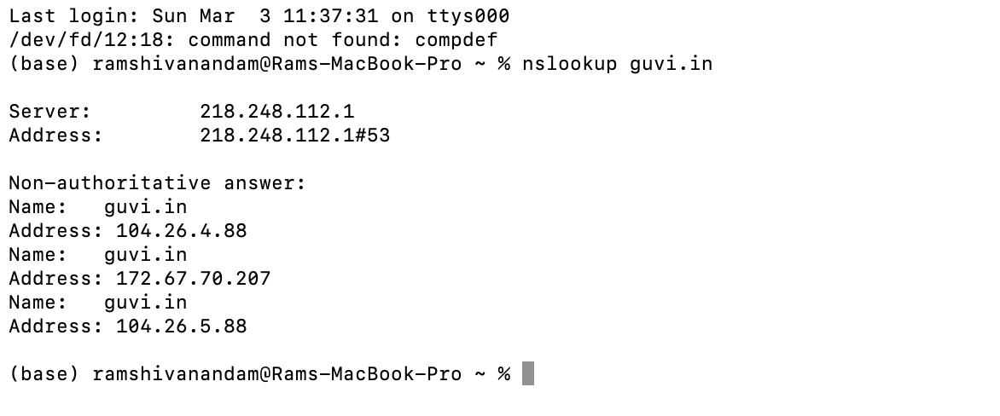 Last login: Sun Mar  3 11:37:31 on ttys000
/dev/fd/12:18: command not found: compdef
(base) ramshivanandam@Rams-MacBook-Pro ~ % nslookup guvi.in
Server:         218.248.112.1
Address:        218.248.112.1#53
Non-authoritative answer:
Name:   guvi.in
Address: 104.26.4.88
Name:   guvi.in
Address: 172.67.70.207
Name:   guvi.in
Address: 104.26.5.88
(base) ramshivanandam@Rams-MacBook-Pro ~ %